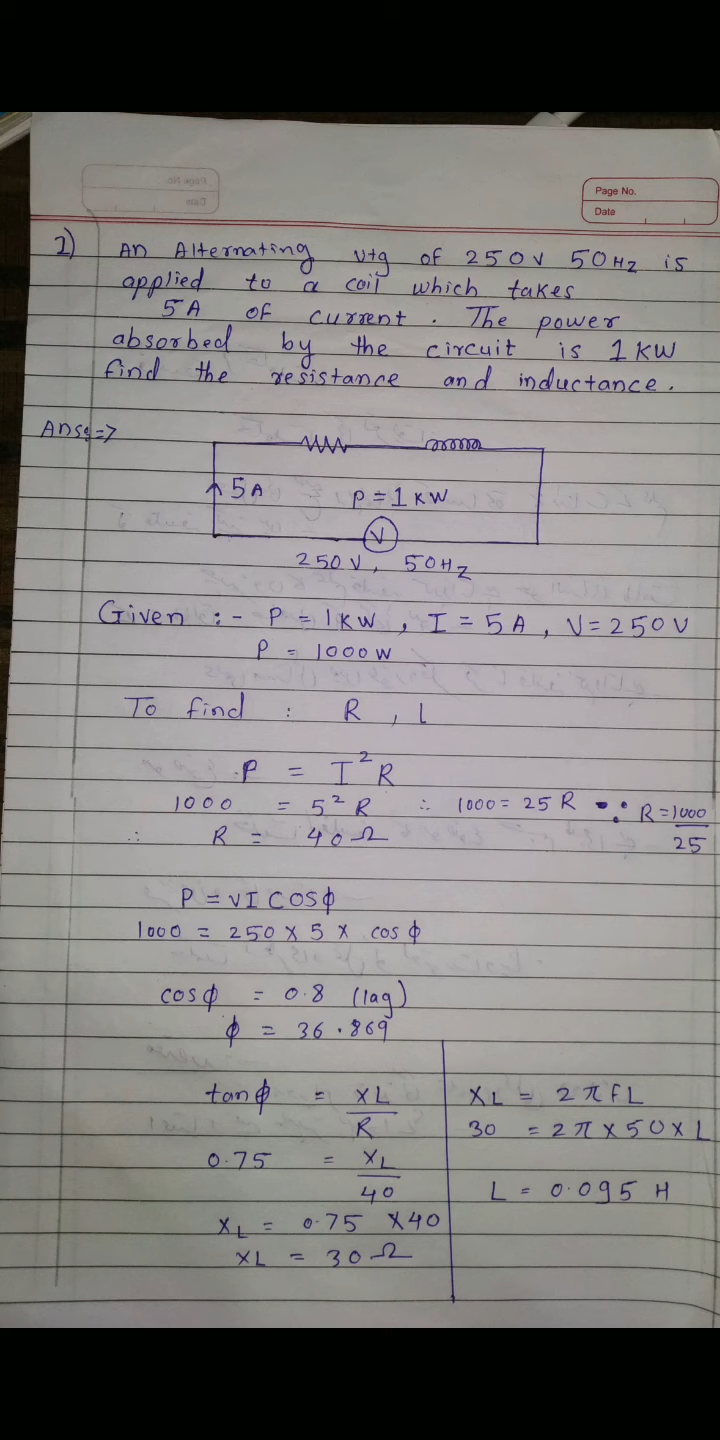 Page No.
Date
1) An Alternating vtg of 250V 50Hz is
applied to a coil which takes
5A of current. The power
absorbed by the circuit is 1KW
find the resistance and inductance.
Ans:=>
5A P = 1KW
V
250V, 50Hz
Given :- P = 1KW, I = 5A, V = 250V
P = 1000W
To find : R, L
P = I²R
1000 = 5²R ∴ 1000 = 25R ∴ R = 1000/25
∴ R = 40Ω
P = VI COSϕ
1000 = 250 × 5 × cosϕ
cosϕ = 0.8 (lag)
ϕ = 36.869
tanϕ = XL/R
0.75 = XL/40
XL = 0.75 × 40
XL = 30Ω
XL = 2πfL
30 = 2π × 50 × L
L = 0.095 H